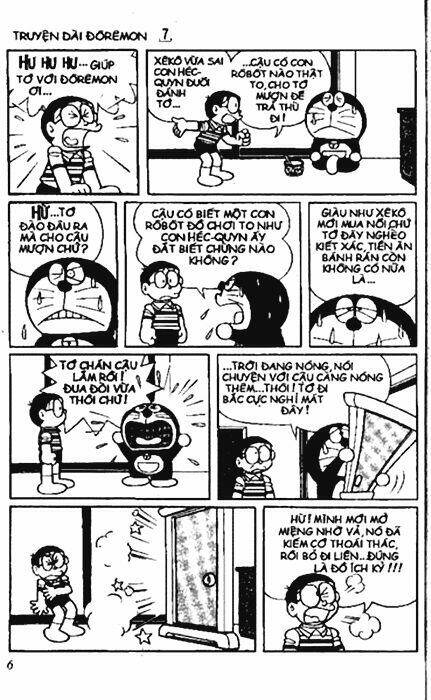 TRUYỆN DÀI ĐÔRÊMON 7
HU HU HU... GIÚP
TỚ VỚI ĐÔRÊMON
ƠI...
XÊKÔ VỪA SAI
CON HÉC-
QUYN ĐUỔI
ĐÁNH
TỚ...
...CẬU CÓ CON
RÔBỐT NÀO THẬT
TO, CHO TỚ
MƯỢN ĐỂ
TRẢ THÙ
ĐI!
HỪ...TỚ
ĐÀO ĐÂU RA
MÀ CHO CẬU
MƯỢN CHỨ?
CẬU CÓ BIẾT MỘT CON
RÔBỐT ĐỒ CHƠI TO NHƯ
CON HÉC-QUYN ẤY
ĐẮT BIẾT CHỪNG NÀO
KHÔNG?
GIÀU NHƯ XÊKÔ
MỚI MUA NỔI, CHỨ
TỚ ĐÂY NGHÈO
KIẾT XÁC, TIỀN ĂN
BÁNH RÁN CÒN
KHÔNG CÓ NỮA
LÀ...
TỚ CHÁN CẬU
LẮM RỒI!
ĐUA ĐÒI VỪA
THÔI CHỨ!
...TRỜI ĐANG NÓNG, NÓI
CHUYỆN VỚI CẬU CÀNG NÓNG
THÊM...THÔI! TỚ ĐI
BẮC CỰC NGHỈ MÁT
ĐÂY!
HỪ! MÌNH MỚI MỞ
MIỆNG NHỜ VẢ, NÓ ĐÃ
KIẾM CỚ THOÁI THÁC,
RỒI BỎ ĐI LIỀN...ĐÚNG
LÀ ĐỒ ÍCH KỶ!!!
6